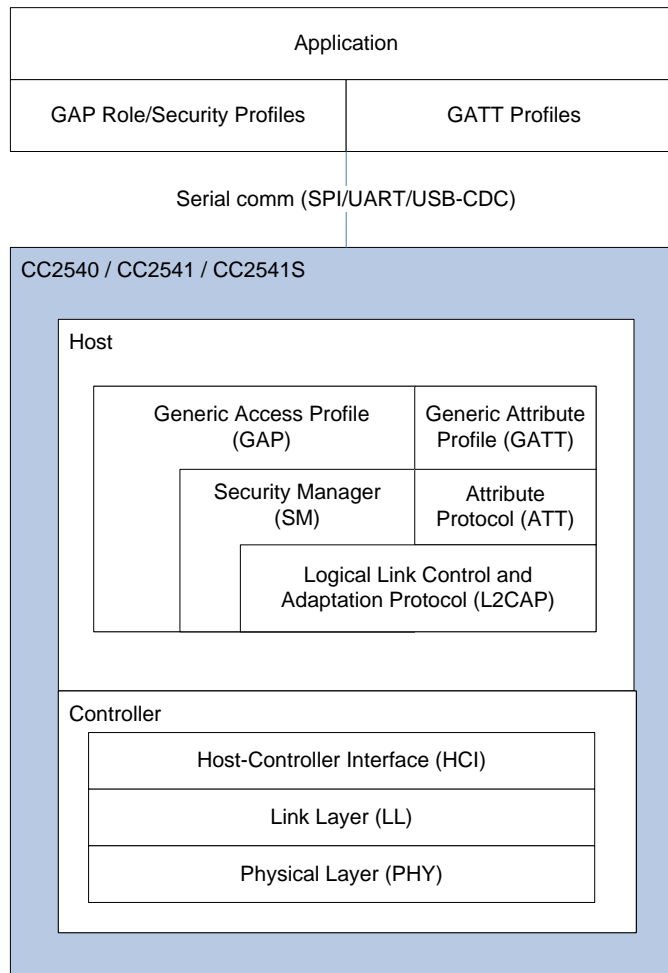 Application
GAP Role/Security Profiles
GATT Profiles
Serial comm (SPI/UART/USB-CDC)
CC2540 / CC2541 / CC2541S
Host
Generic Access Profile
(GAP)
Generic Attribute
Profile (GATT)
Security Manager
(SM)
Attribute
Protocol (ATT)
Logical Link Control and
Adaptation Protocol (L2CAP)
Controller
Host-Controller Interface (HCI)
Link Layer (LL)
Physical Layer (PHY)